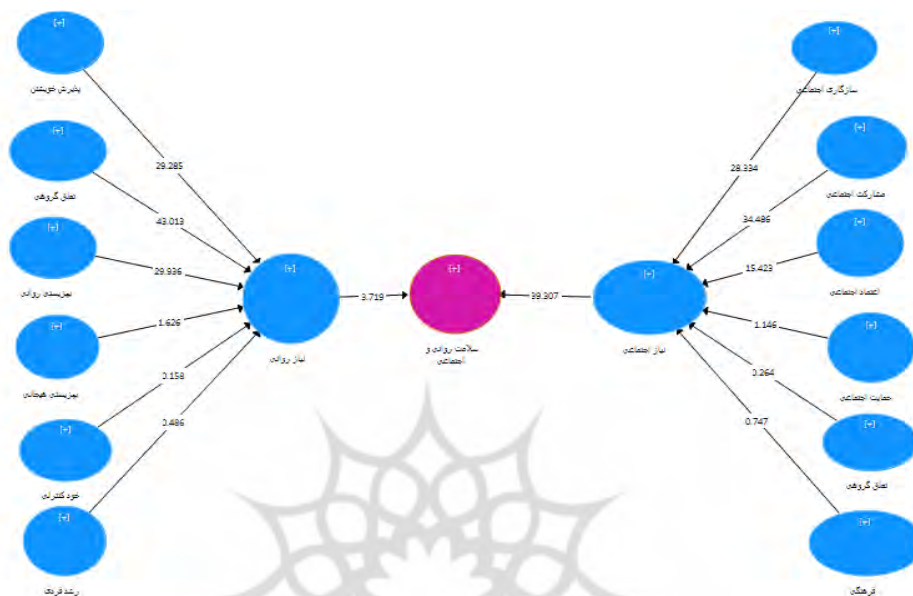 [+]
[+]
پذیرش خویشتن
سازگاری اجتماعی
29.285
28.334
[+]
[+]
تعلق گروهی
مشارکت اجتماعی
43.013
34.486
[+]
[+]
بهزیستی روانی
اعتماد اجتماعی
29.936
15.423
[+]
[+]
[+]
3.719
39.307
نیاز روانی
سلامت روانی و
اجتماعی
نیاز اجتماعی
[+]
[+]
بهزیستی هیجانی
حمایت اجتماعی
1.626
1.146
0.158
0.264
[+]
[+]
خودکنترلی
تعلق گروهی
0.486
0.747
[+]
[+]
رشد فردی
فرهنگی